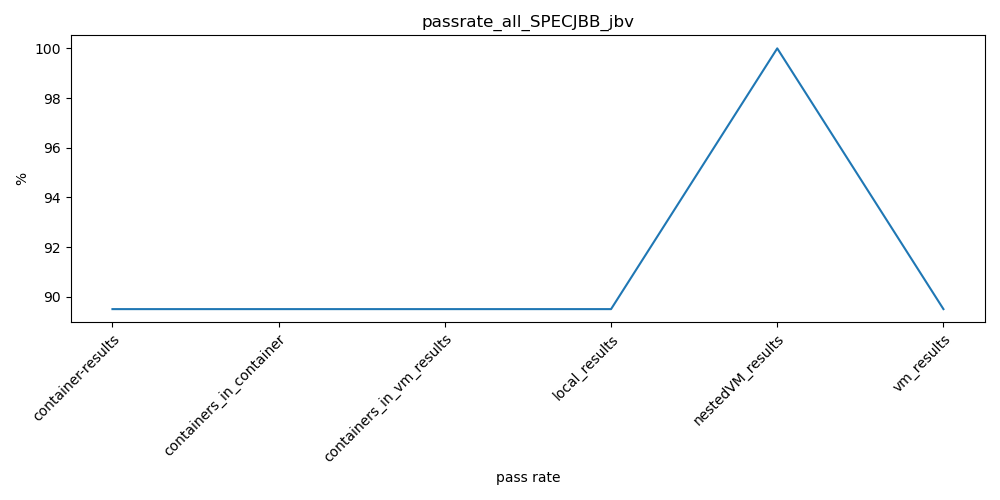 passrate_all_SPECJBB_jbv
100
98
96
94
92
90
%
container-results
containers_in_container
containers_in_vm_results
local_results
nestedVM_results
vm_results
pass rate